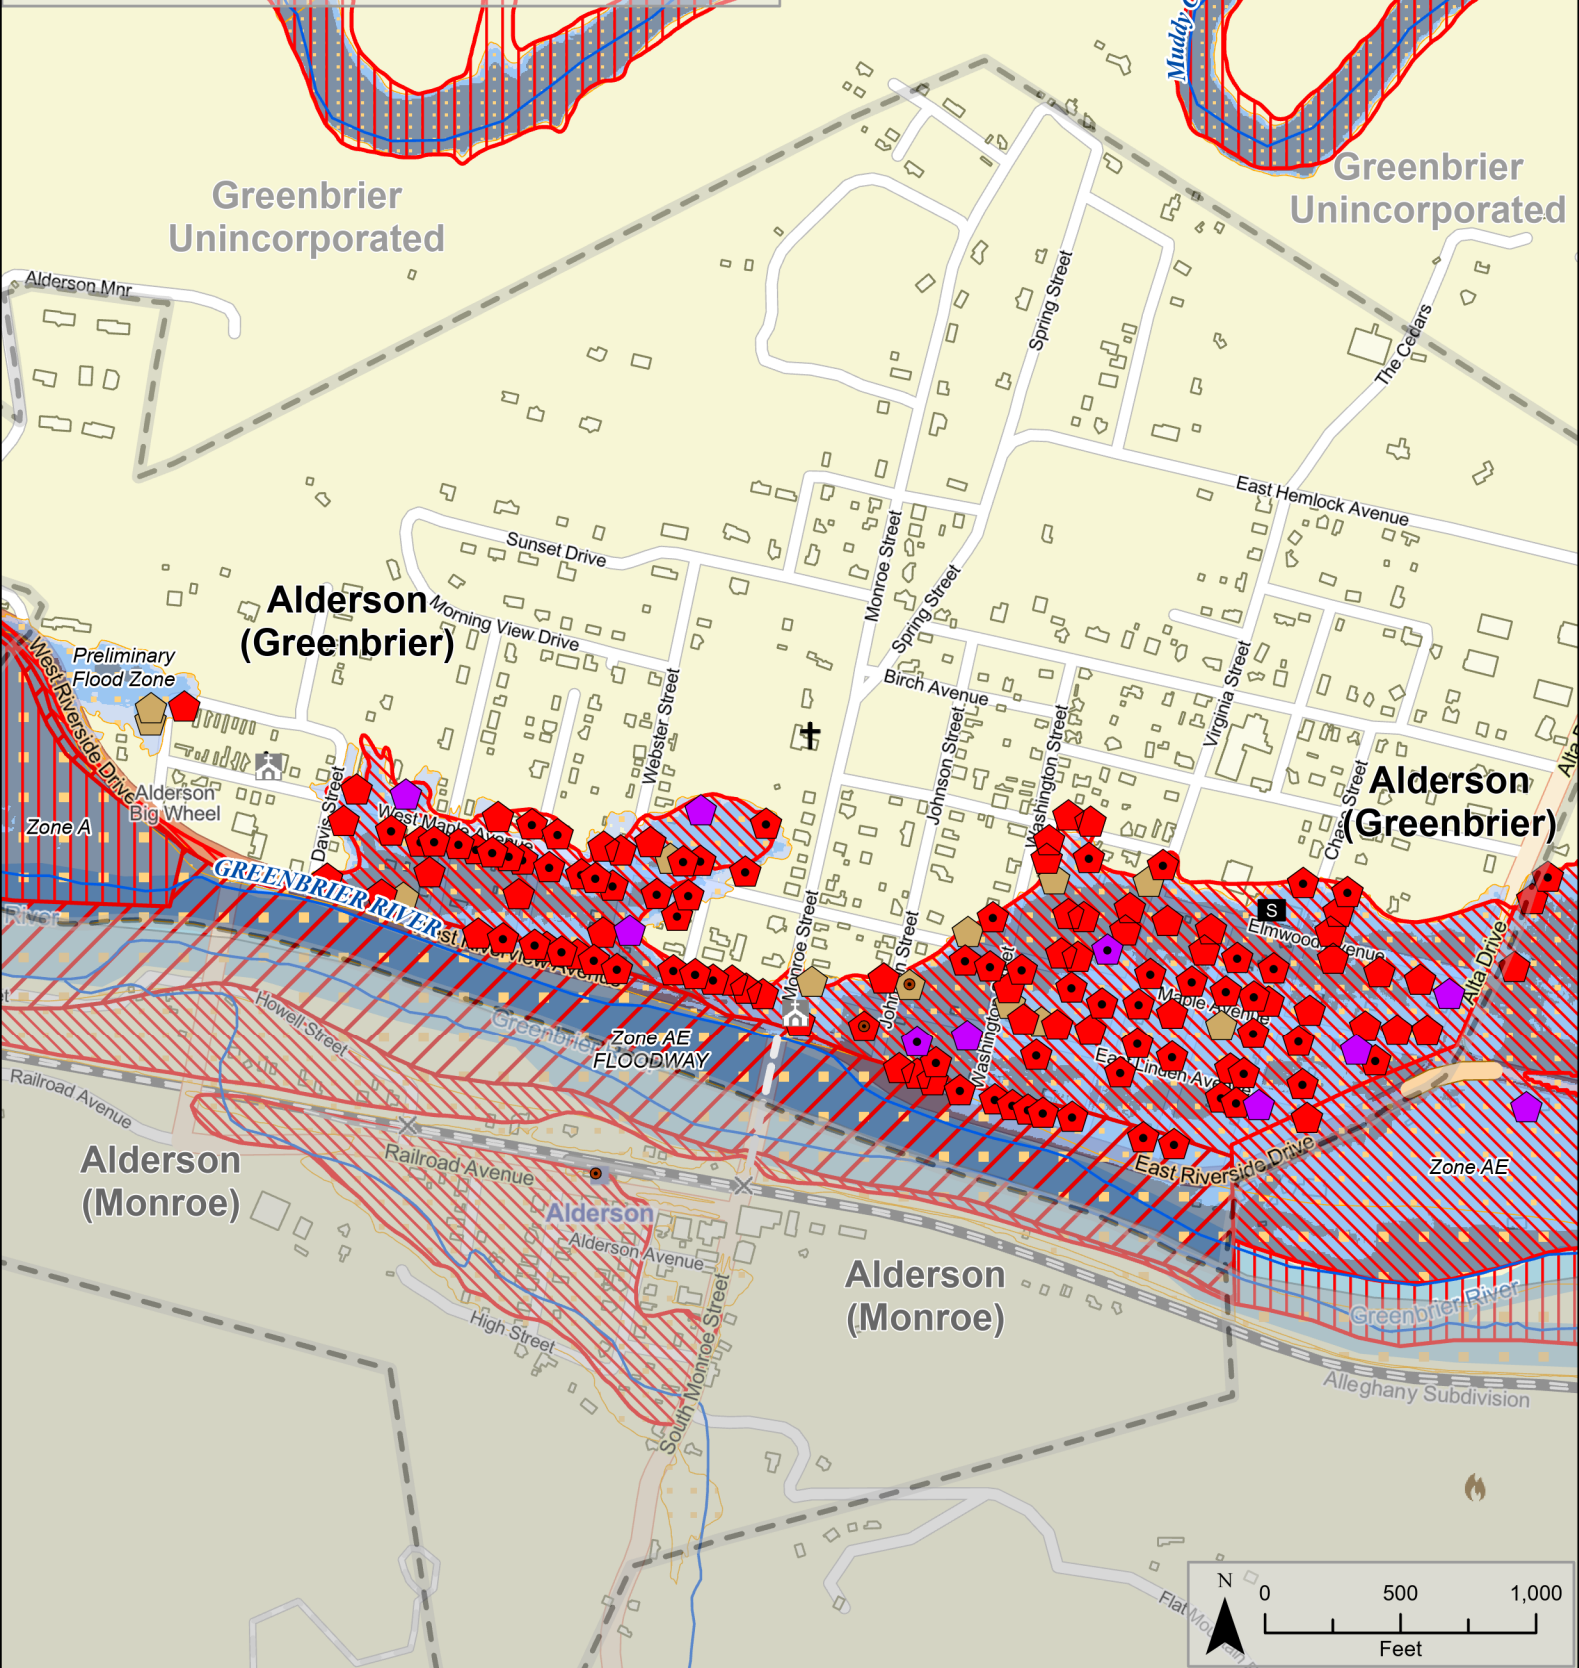 Muddy
Greenbrier
Unincorporated
Greenbrier
Unincorporated
Alderson Mnr
Spring Street
The Cedars
East Hemlock Avenue
Sunset Drive
Monroe Street
Alderson
(Greenbrier)
Morning View Drive
Spring Street
Preliminary
Flood Zone
West Riverside Drive
Webster Street
Birch Avenue
Virginia Street
Johnson Street
Washington Street
Alta
Alderson
Big Wheel
Davis Street
Zone A
West Maple Avenue
Chase Street
Alderson
(Greenbrier)
GREENBRIER RIVER
River
S
Elmwood Avenue
Monroe Street
Street
Alta Drive
Maple Avenue
Washington
Howell Street
Greenbrier
Zone AE
FLOODWAY
East Linden Avenue
Railroad Avenue
Alderson
(Monroe)
Railroad Avenue
East Riverside Drive
Zone AE
Alderson
Alderson Avenue
Alderson
(Monroe)
High Street
South Monroe Street
Greenbrier River
Alleghany Subdivision
Flat
N
0 500 1,000
Feet